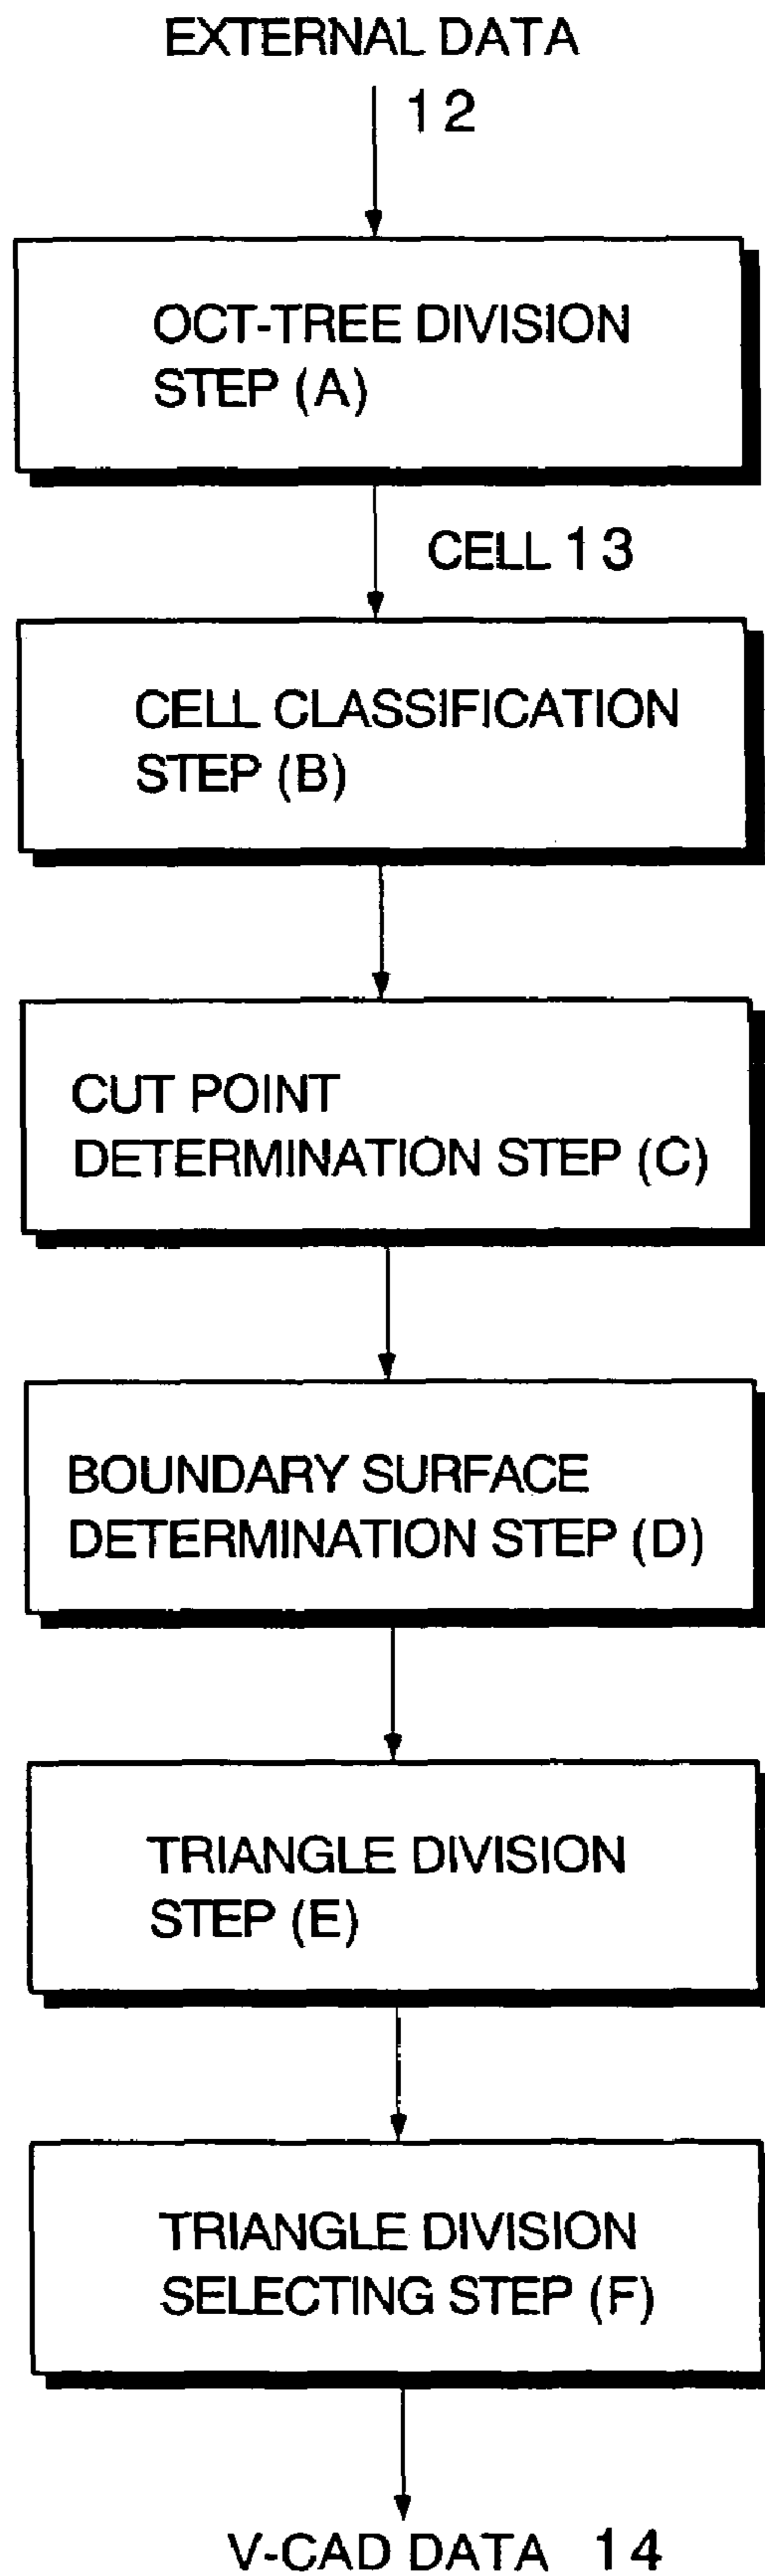 EXTERNAL DATA
12
OCT-TREE DIVISION
STEP (A)
CELL 13
CELL CLASSIFICATION
STEP (B)
CUT POINT
DETERMINATION STEP (C)
BOUNDARY SURFACE
DETERMINATION STEP (D)
TRIANGLE DIVISION
STEP (E)
TRIANGLE DIVISION
SELECTING STEP (F)
V-CAD DATA 14